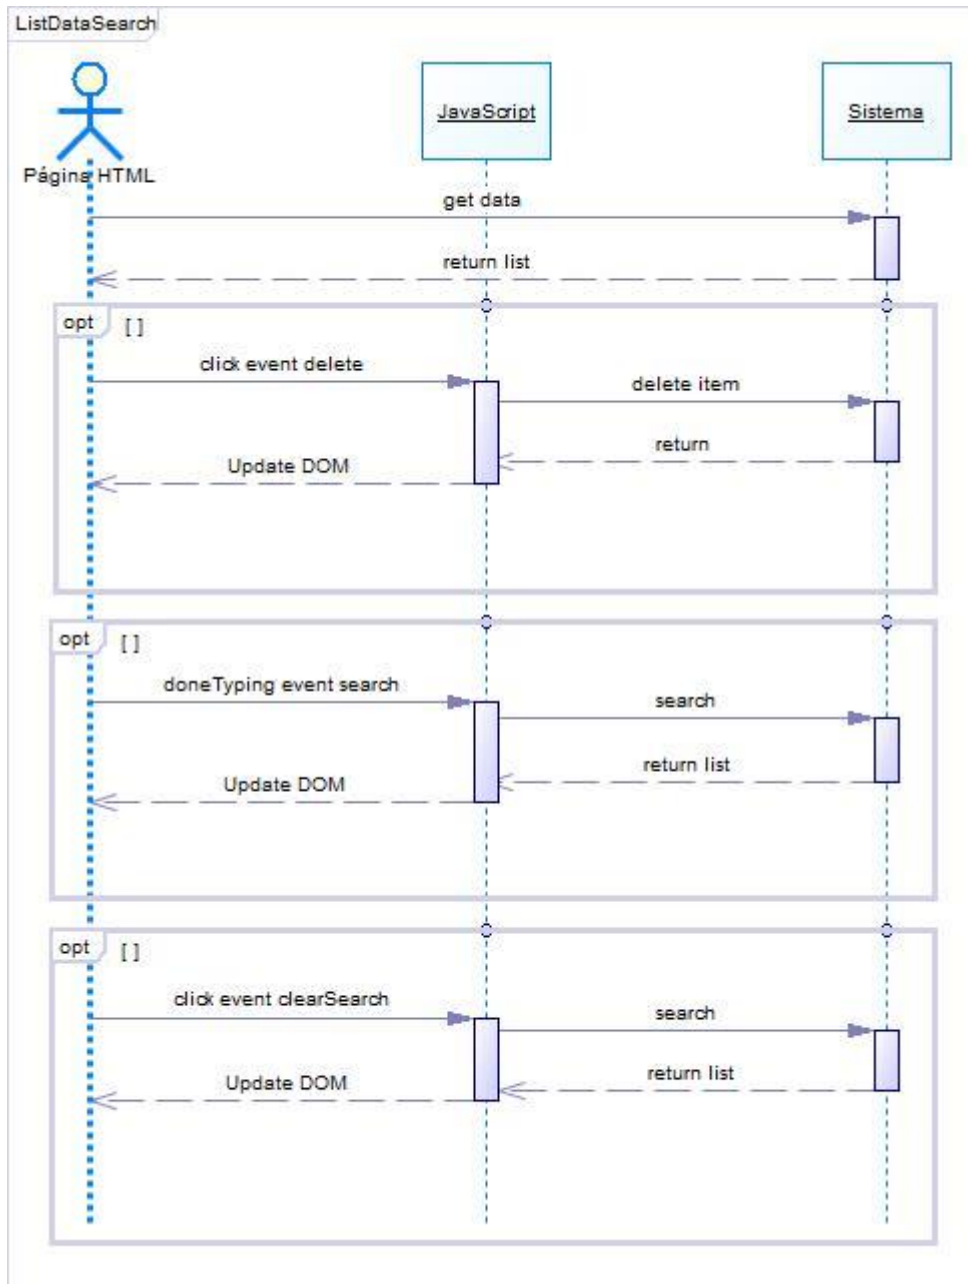 ListDataSearch
JavaScript
Sistema
Página HTML
get data
return list
opt
[ ]
click event delete
delete item
return
Update DOM
opt
[ ]
doneTyping event search
search
return list
Update DOM
opt
[ ]
click event clearSearch
search
return list
Update DOM